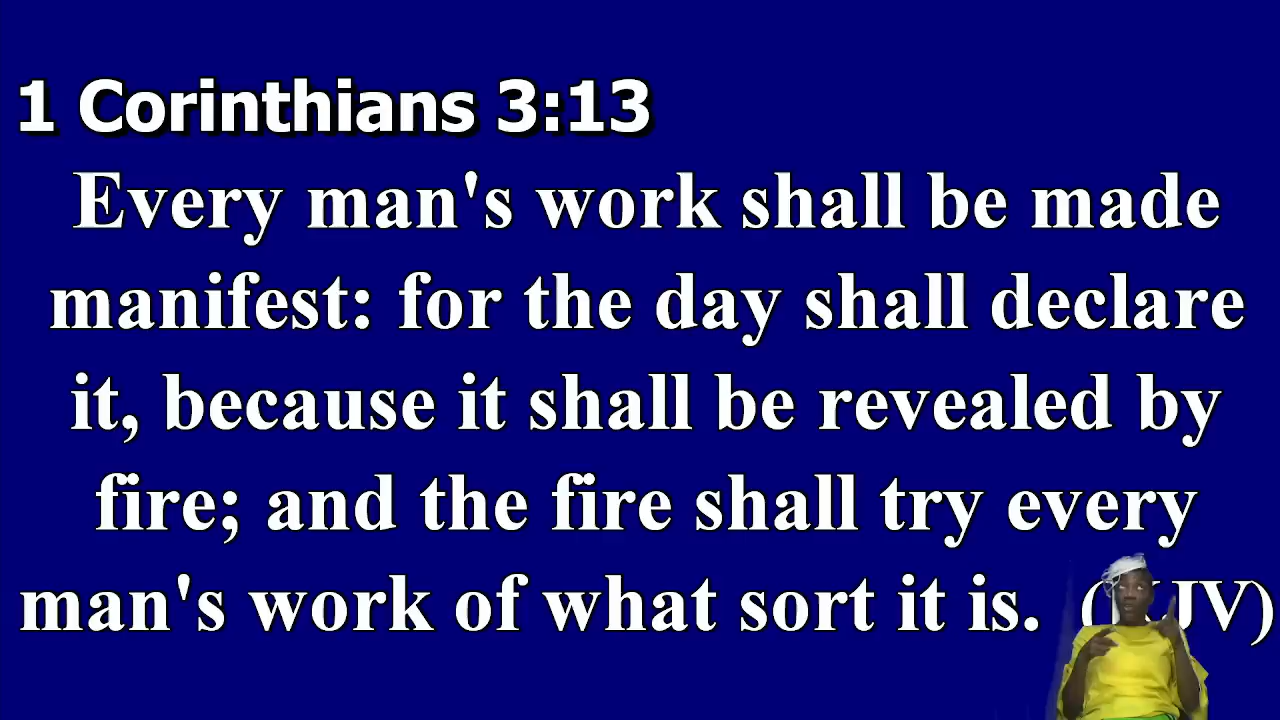 1 Corinthians 3:13
Every man's work shall be made
manifest: for the day shall declare
it, because it shall be revealed by
fire; and the fire shall try every
man's work of what sort it is. (KJV)